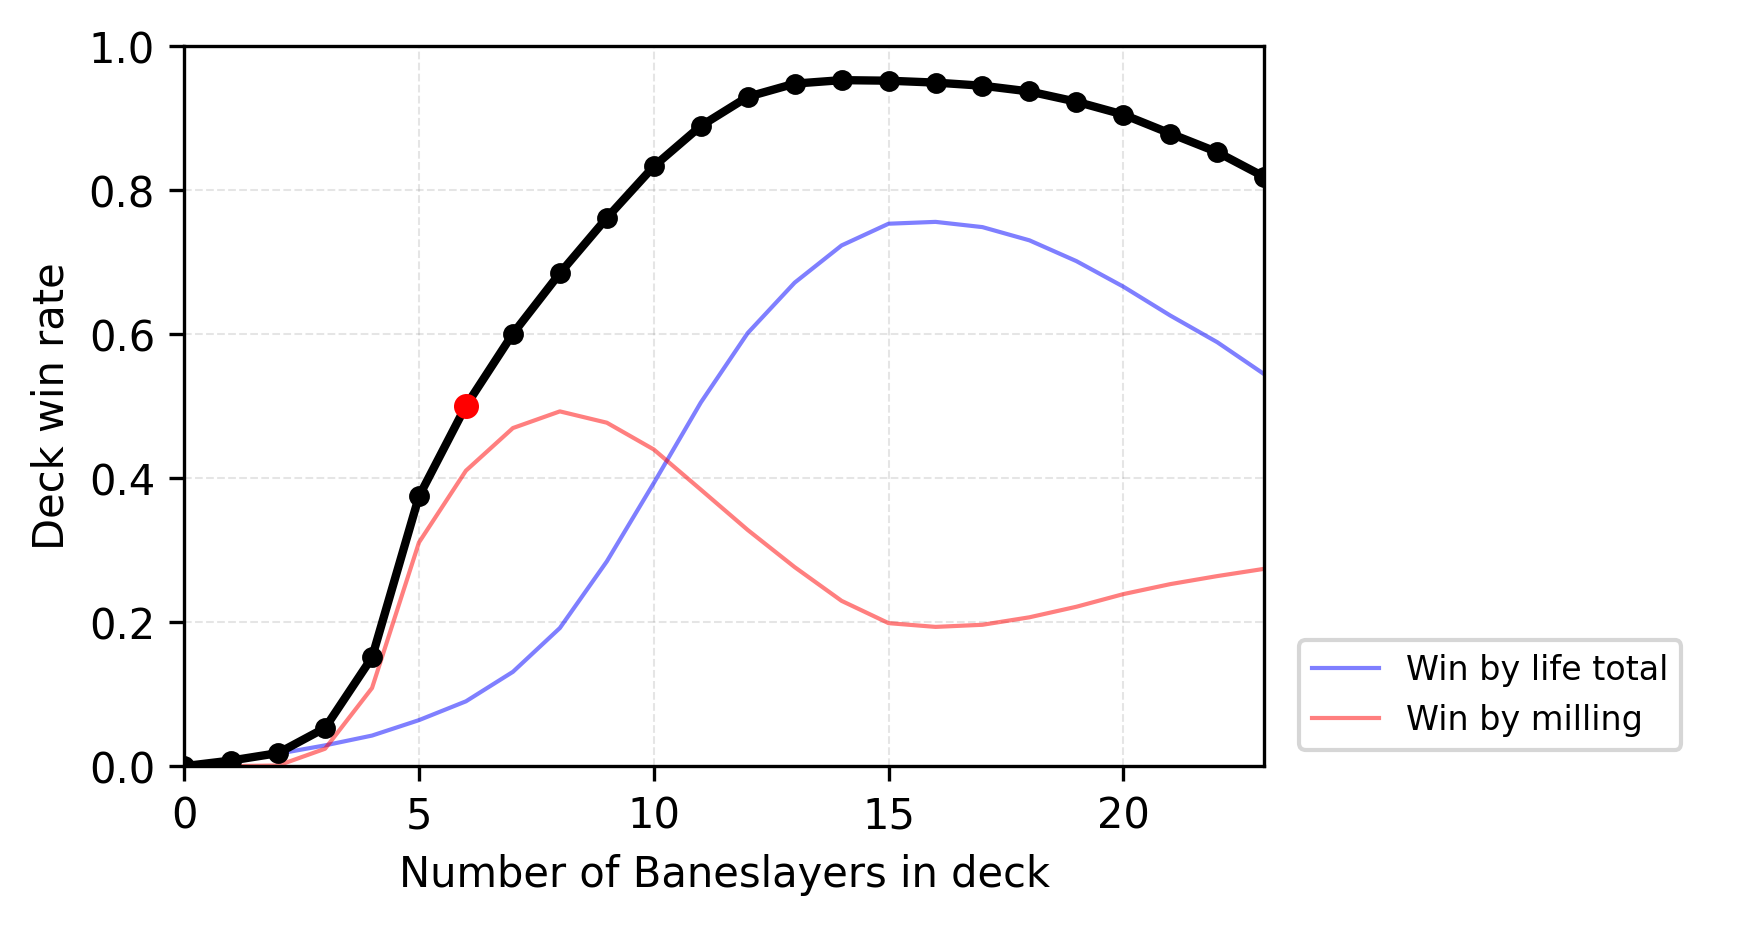 1.0
0.8
0.6
0.4
0.2
0.0
Deck win rate
0 5 10 15 20
Number of Baneslayers in deck
Win by life total
Win by milling